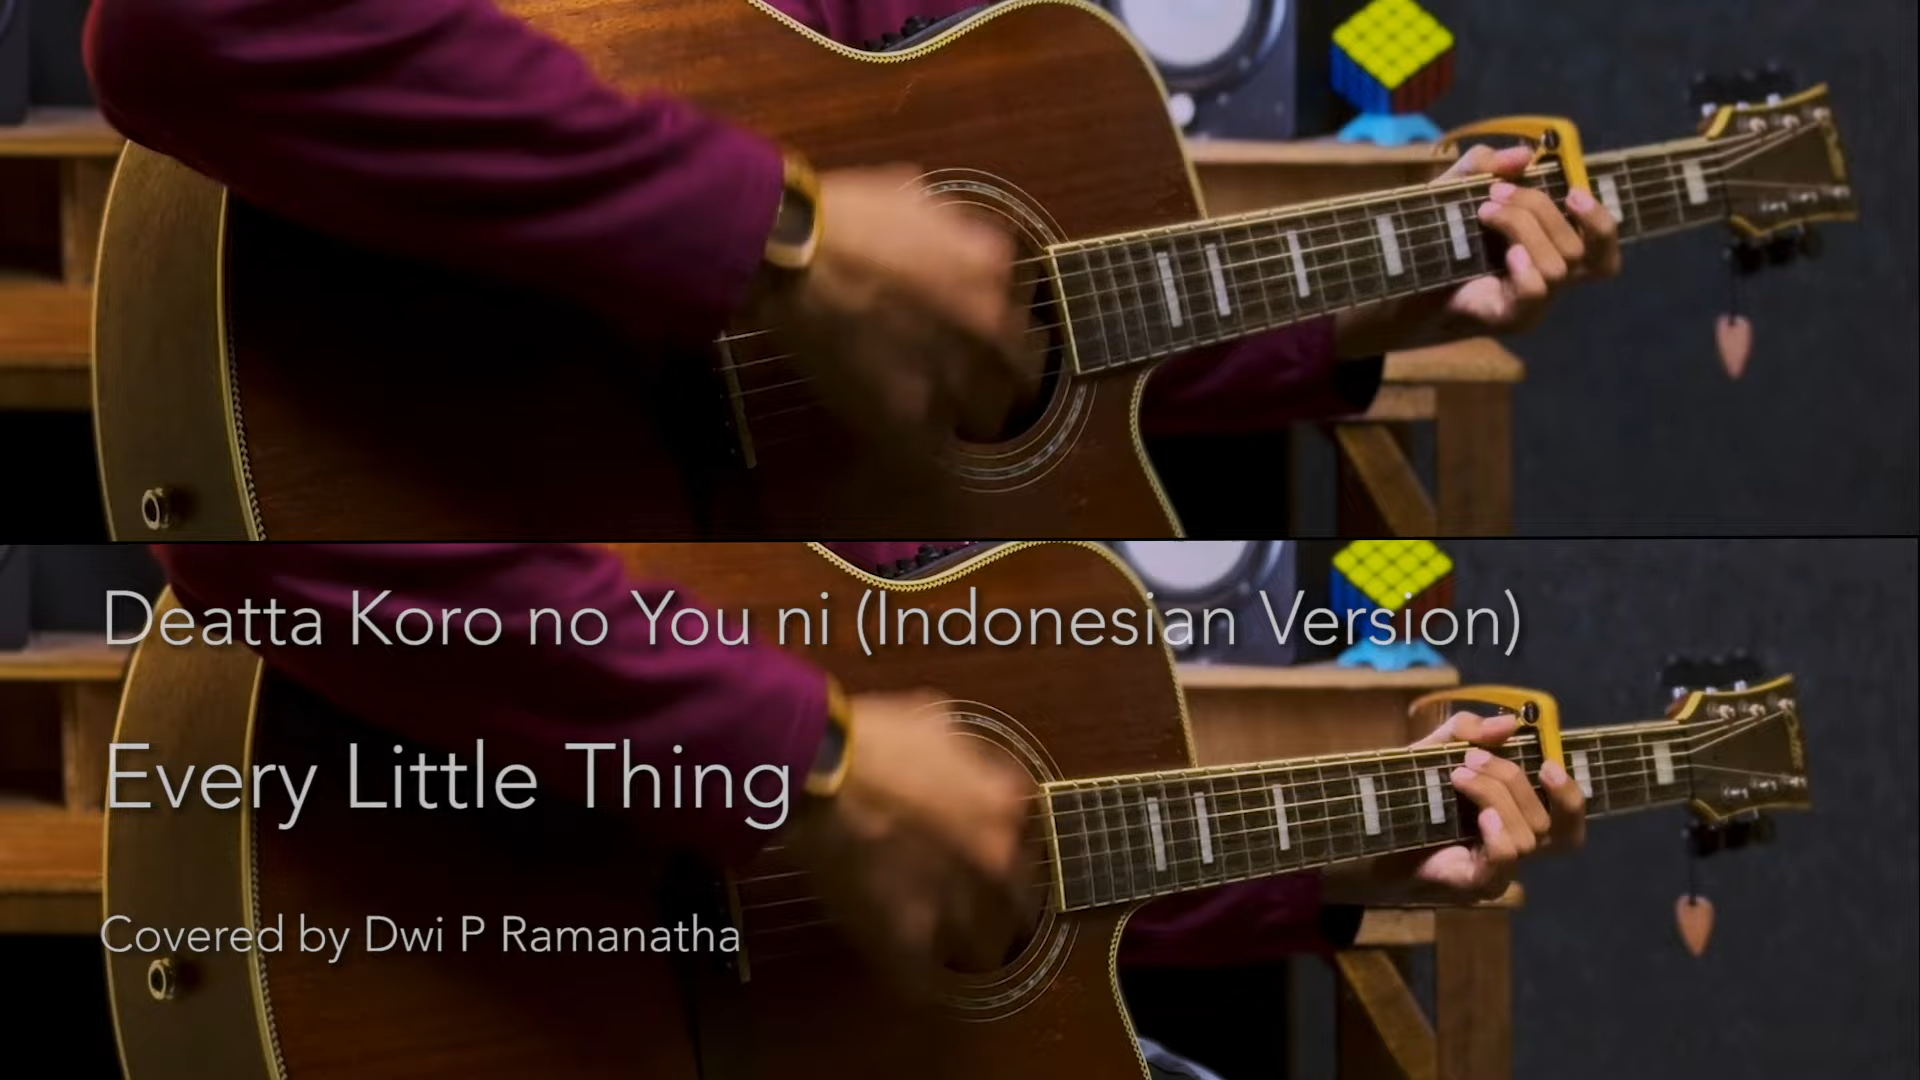 Deatta Koro no You ni (Indonesian Version)
Every Little Thing
Covered by Dwi P Ramanatha